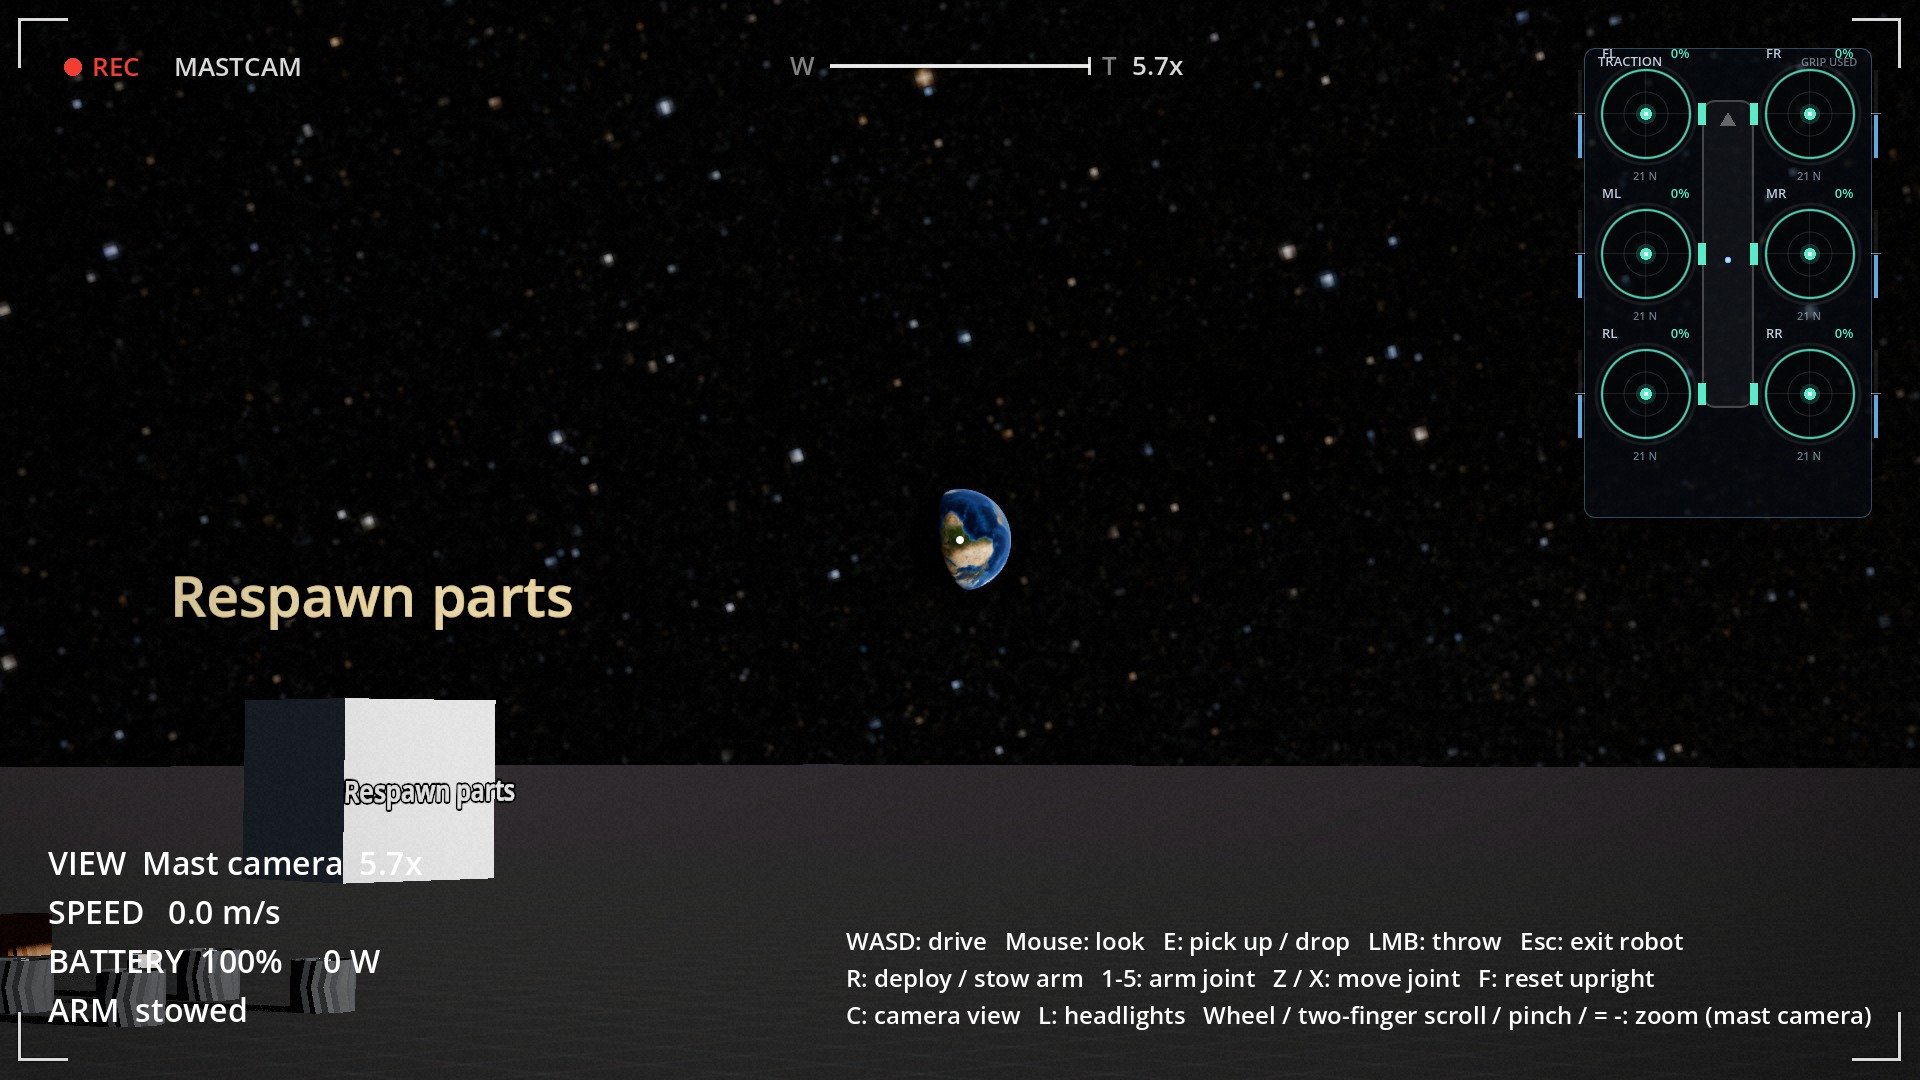 REC MASTCAM
W T 5.7x
FL 0% FR 0%
TRACTION GRIP USED
21 N 21 N
ML 0% MR 0%
21 N 21 N
RL 0% RR 0%
21 N 21 N
Respawn parts
Respawn parts
VIEW Mast camera 5.7x
SPEED 0.0 m/s
BATTERY 100% 0 W
ARM stowed
WASD: drive Mouse: look E: pick up / drop LMB: throw Esc: exit robot
R: deploy / stow arm 1-5: arm joint Z / X: move joint F: reset upright
C: camera view L: headlights Wheel / two-finger scroll / pinch / = -: zoom (mast camera)